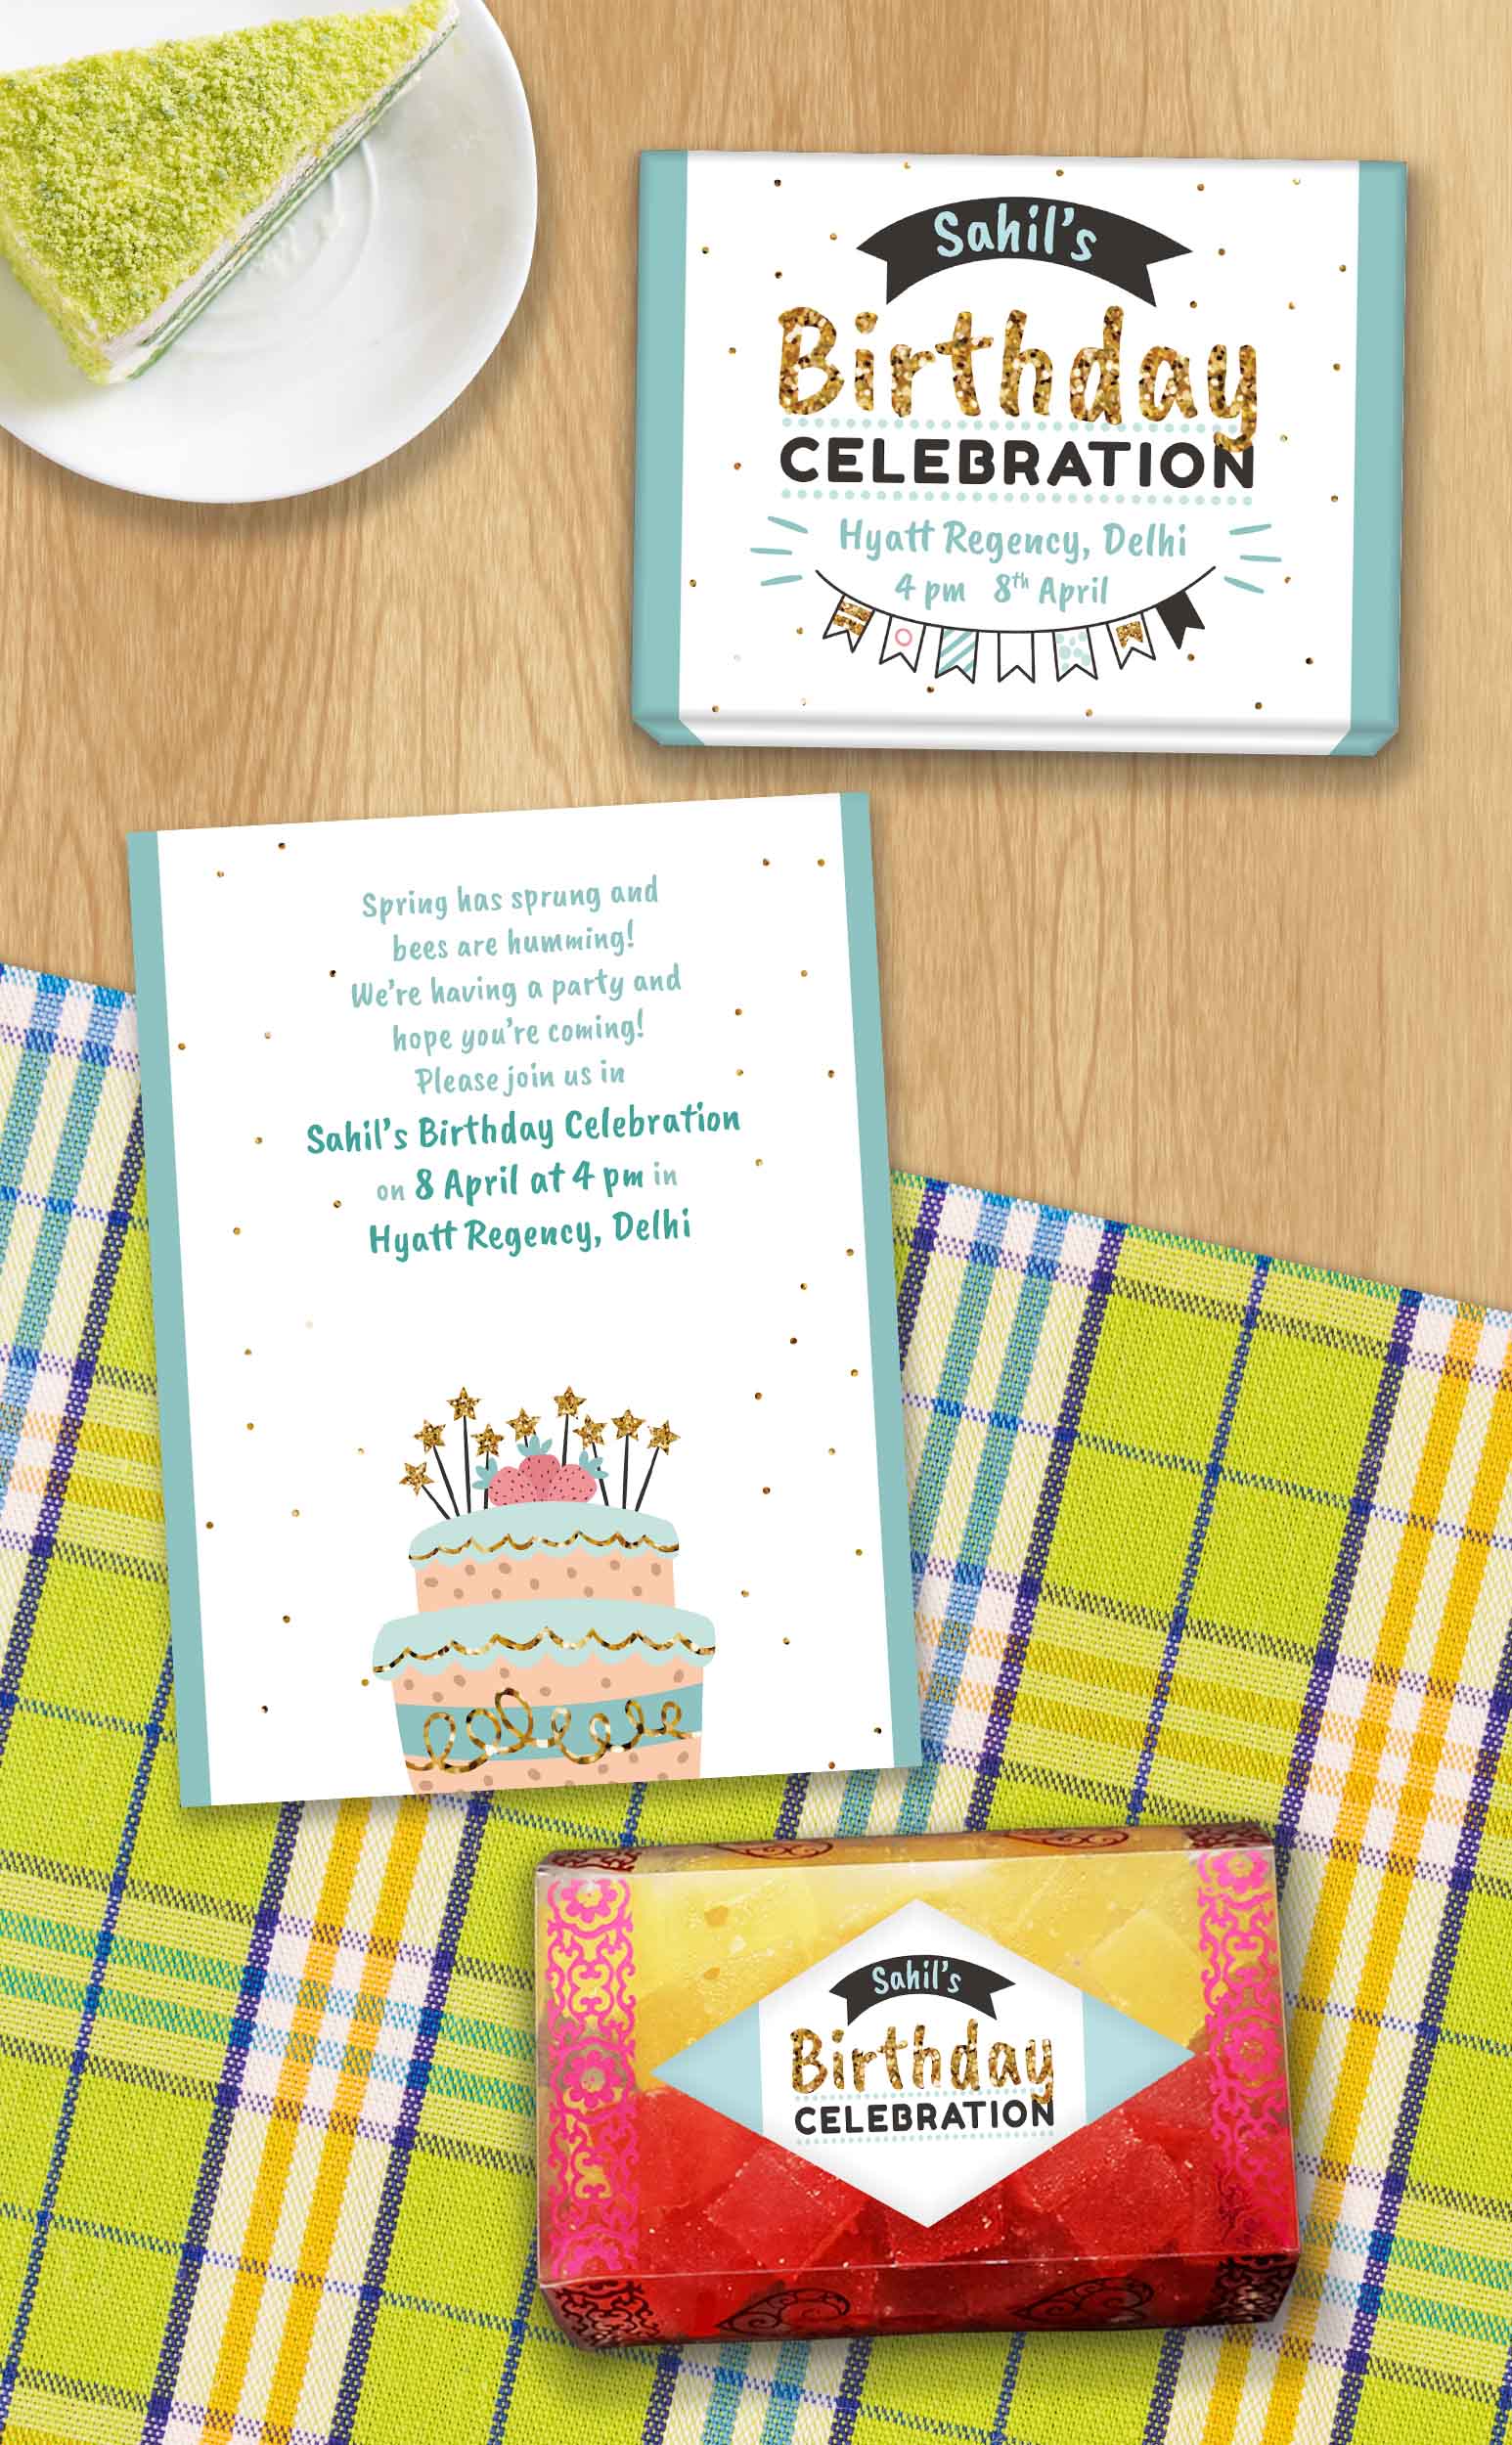 Sahil's
Birthday
CELEBRATION
Hyatt Regency, Delhi
4 pm 8th April
Spring has sprung and
bees are humming!
We're having a party and
hope you're coming!
Please join us in
Sahil's Birthday Celebration
on 8 April at 4 pm in
Hyatt Regency, Delhi
Sahil's
Birthday
CELEBRATION